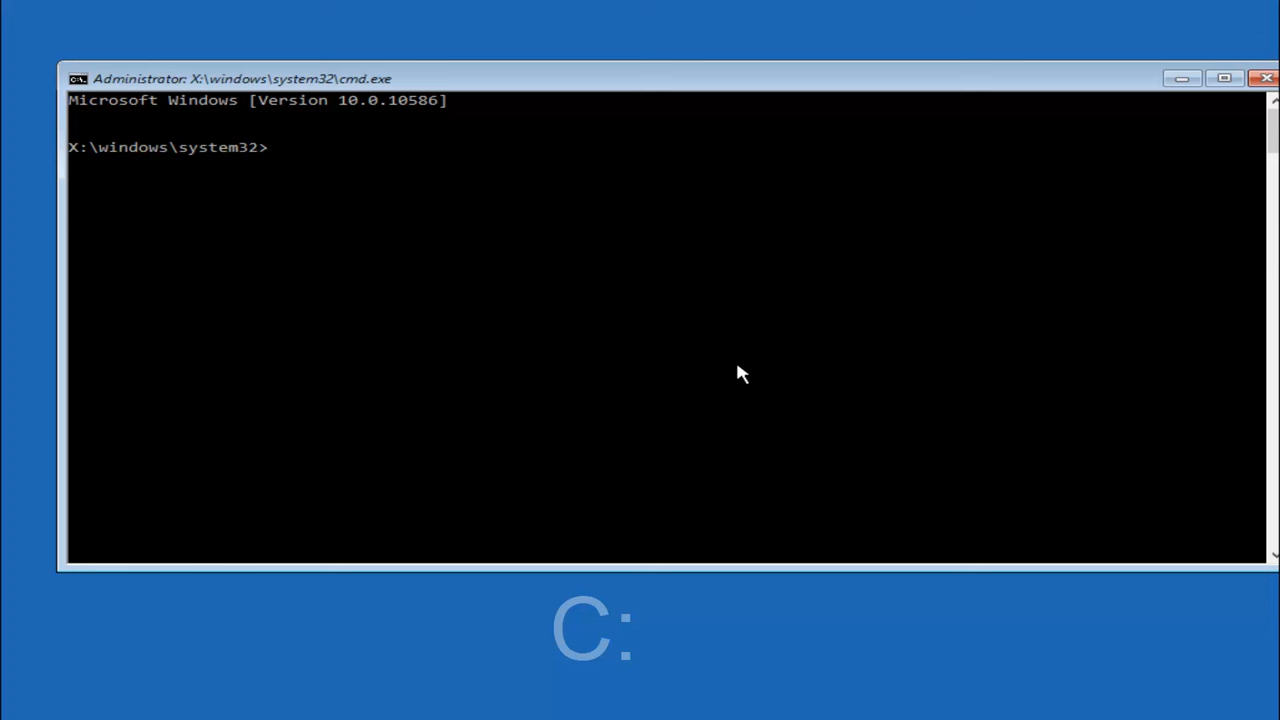 Administrator: X:\windows\system32\cmd.exe
Microsoft Windows [Version 10.0.10586]
X:\windows\system32>
C: